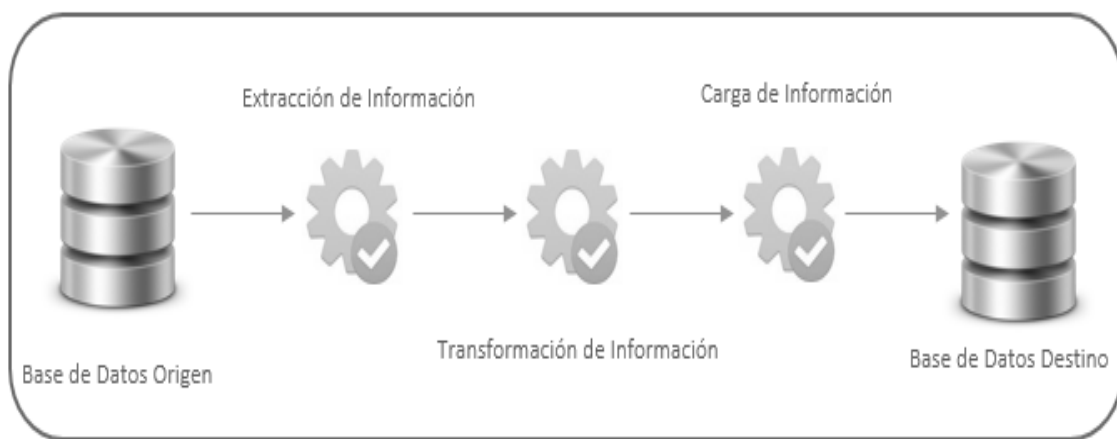 Extracción de Información
Carga de Información
Transformación de Información
Base de Datos Origen
Base de Datos Destino